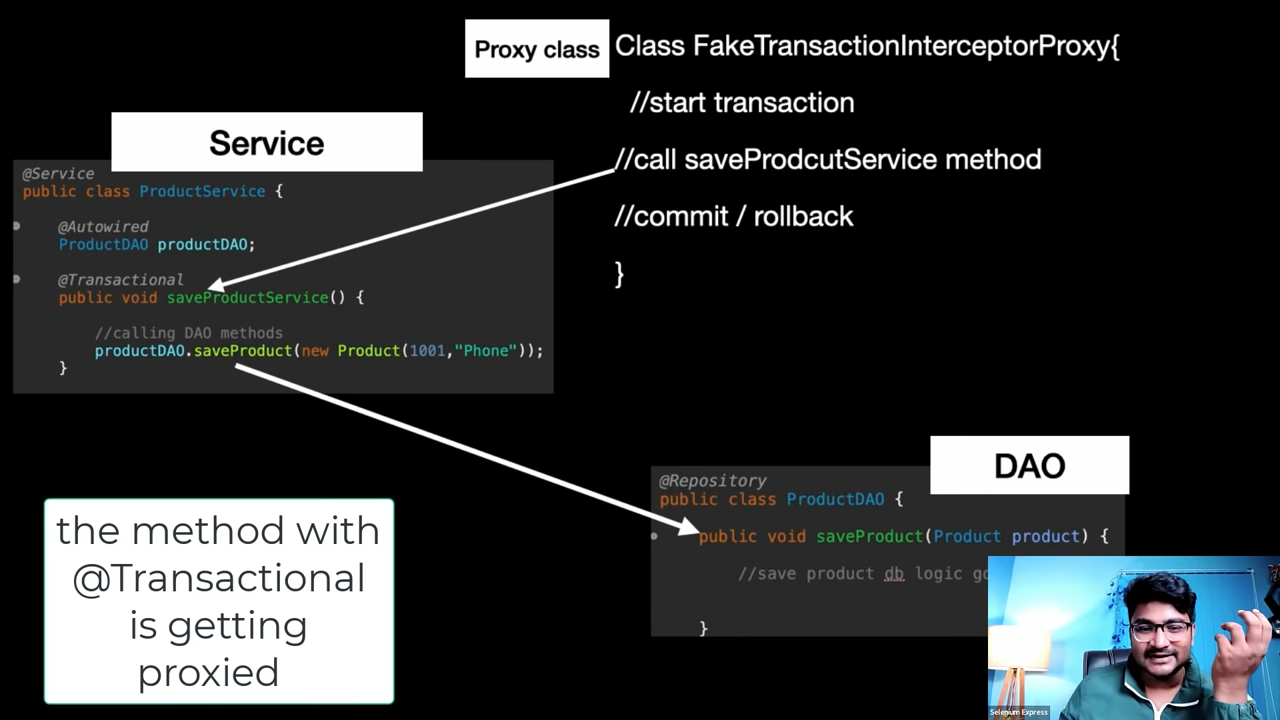 Proxy class
Class FakeTransactionInterceptorProxy{
//start transaction
//call saveProdcutService method
//commit / rollback
}
Service
@Service
public class ProductService {
@Autowired
ProductDAO productDAO;
@Transactional
public void saveProductService() {
//calling DAO methods
productDAO.saveProduct(new Product(1001,"Phone"));
}
DAO
@Repository
public class ProductDAO {
public void saveProduct(Product product) {
//save product db logic
}
the method with
@Transactional
is getting
proxied
Selenium Express